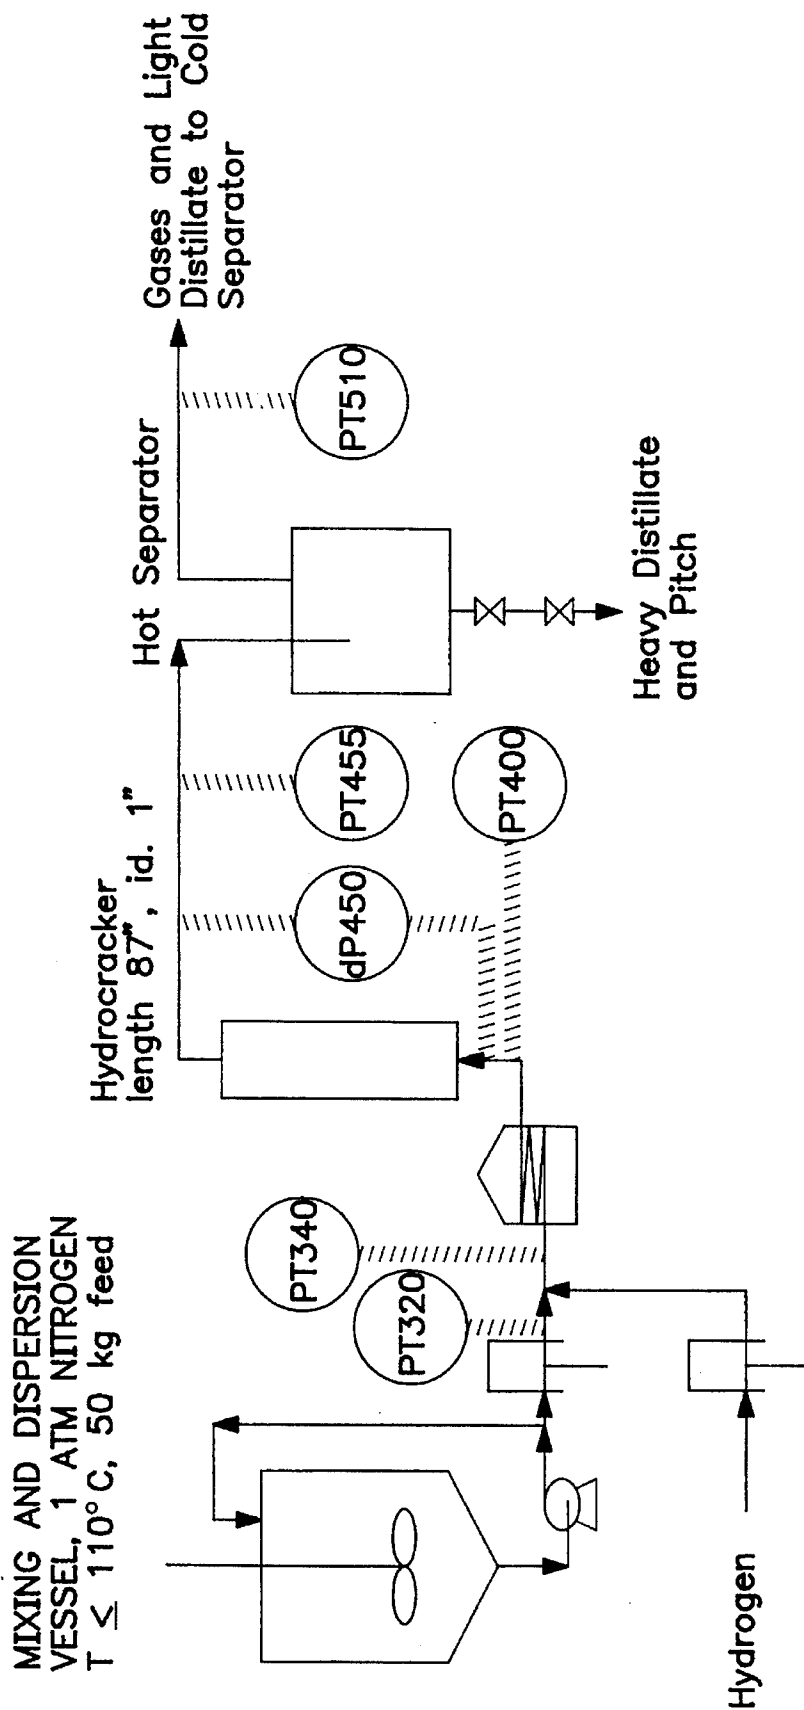 MIXING AND DISPERSION
VESSEL, 1 ATM NITROGEN
T ≤ 110° C, 50 kg feed
Hydrocracker
length 87", id. 1"
Hot Separator
Gases and Light
Distillate to Cold
Separator
PT340
PT320
dP450
PT455
PT400
PT510
Heavy Distillate
and Pitch
Hydrogen